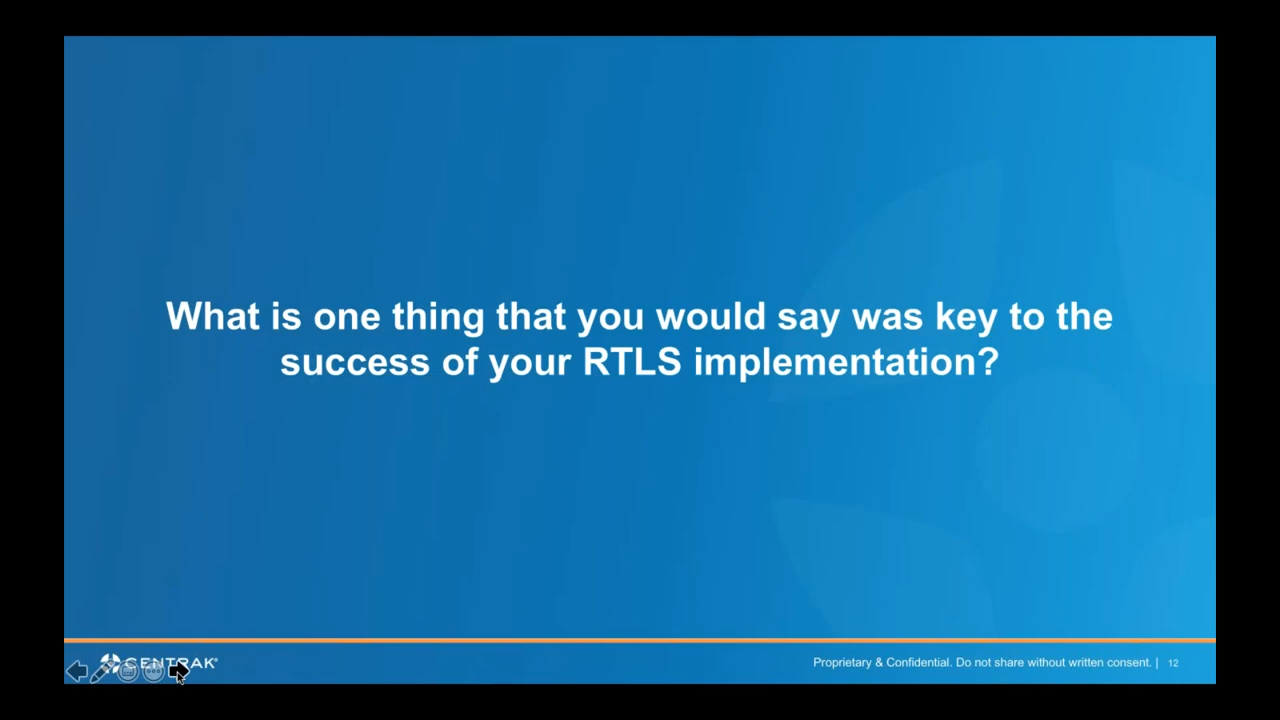 What is one thing that you would say was key to the
success of your RTLS implementation?
CENTRAK®
Proprietary & Confidential. Do not share without written consent. | 12